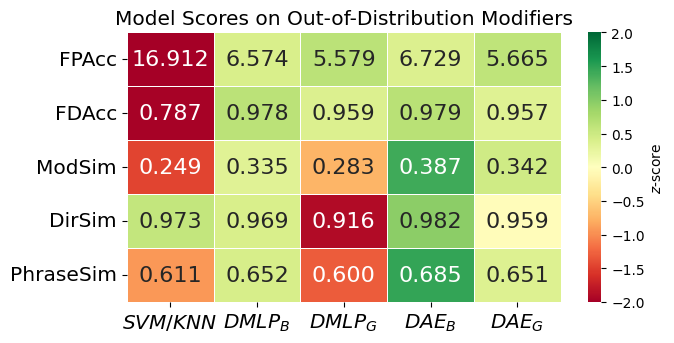 Model Scores on Out-of-Distribution Modifiers
FPAcc 16.912 6.574 5.579 6.729 5.665
FDAcc 0.787 0.978 0.959 0.979 0.957
ModSim 0.249 0.335 0.283 0.387 0.342
DirSim 0.973 0.969 0.916 0.982 0.959
PhraseSim 0.611 0.652 0.600 0.685 0.651
SVM/KNN DMLP_B DMLP_G DAE_B DAE_G
2.0
1.5
1.0
0.5
0.0
−0.5
−1.0
−1.5
−2.0
z-score